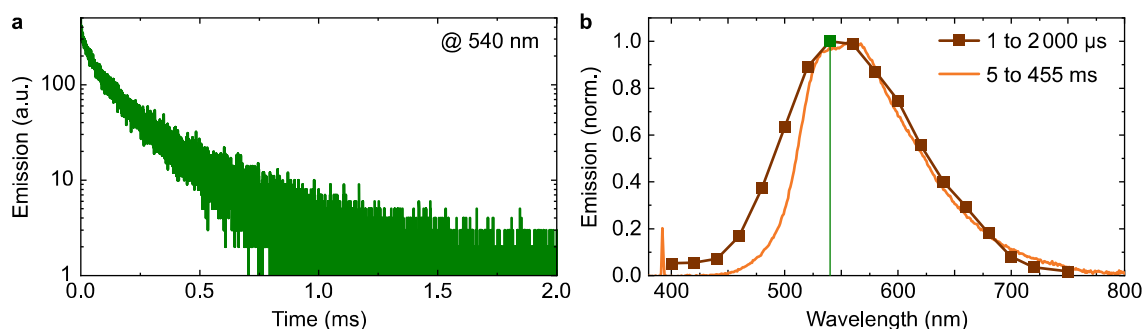 a
@ 540 nm
Emission (a.u.)
100
10
1
0.0 0.5 1.0 1.5 2.0
Time (ms)
b
1 to 2 000 µs
5 to 455 ms
Emission (norm.)
1.0
0.8
0.6
0.4
0.2
0.0
400 500 600 700 800
Wavelength (nm)